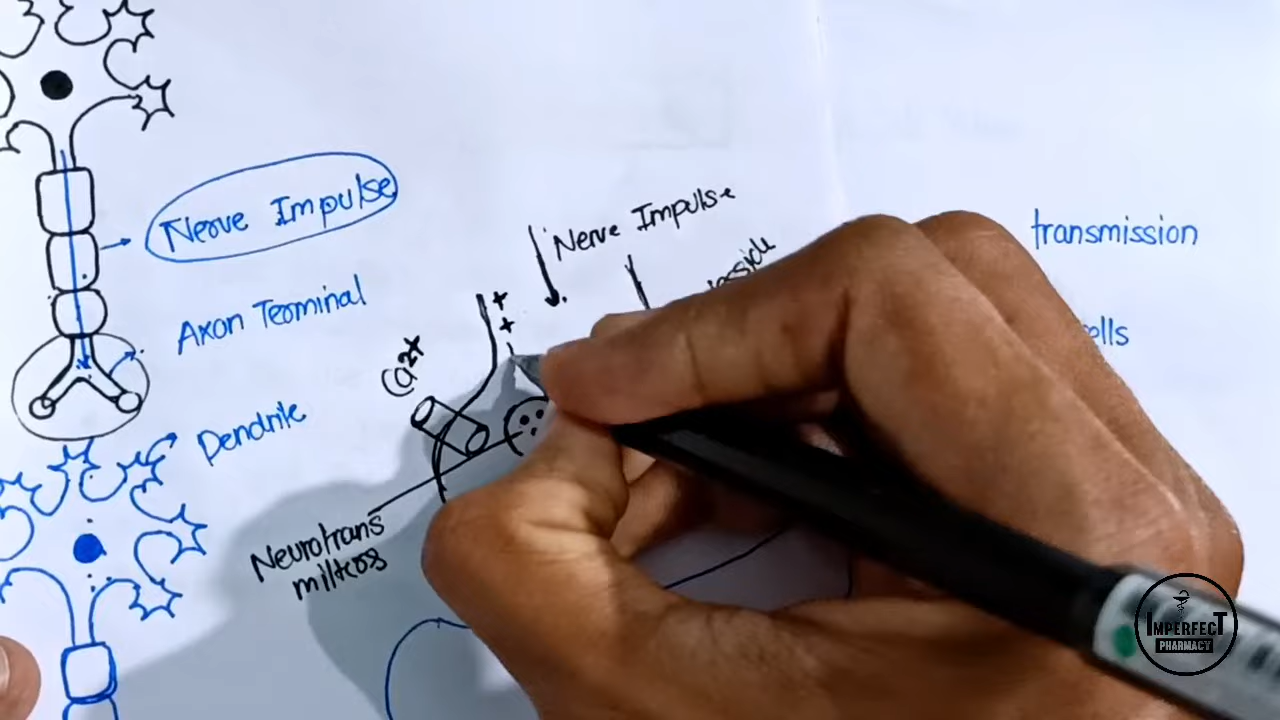 Nerve Impulse
Nerve Impulse
transmission
Axon Terminal
Ca2+
Dendrite
Neurotrans
mitters
IMPERFECT
PHARMACY